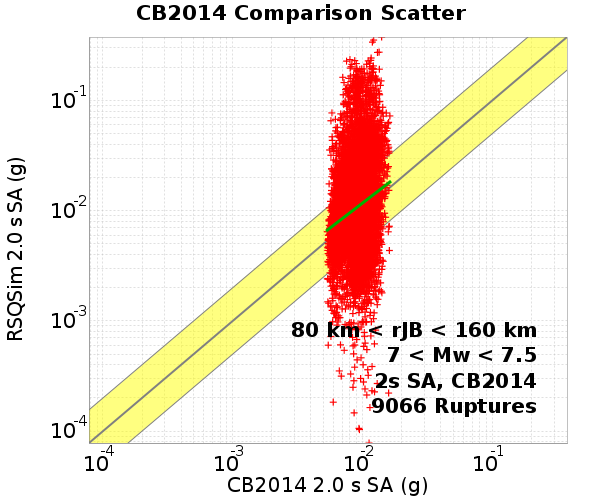 CB2014 Comparison Scatter
RSQSim 2.0 s SA (g)
10-1
10-2
10-3
10-4
80 km < rJB < 160 km
7 < Mw < 7.5
2s SA, CB2014
9066 Ruptures
10-4 10-3 10-2 10-1
CB2014 2.0 s SA (g)